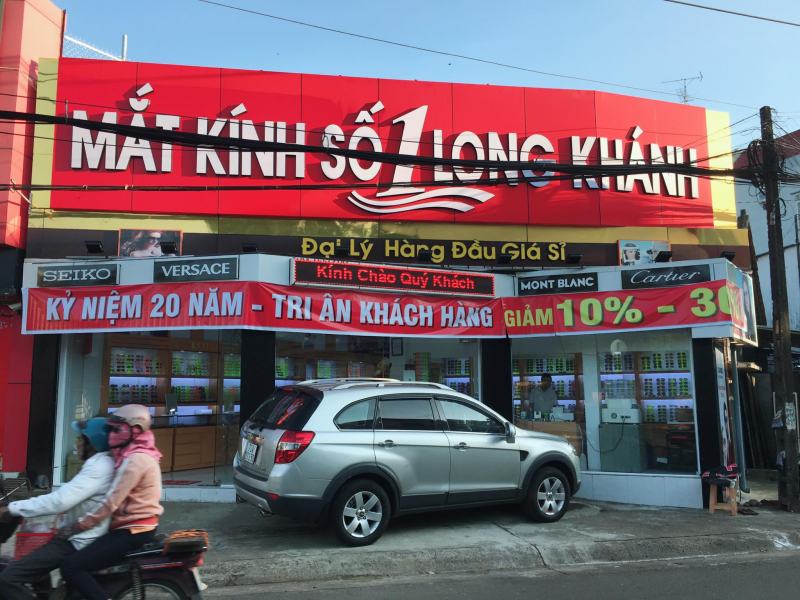 MẮT KÍNH SỐ 1 LONG KHÁNH
Đại Lý Hàng Đầu Giá Sỉ
SEIKO
VERSACE
Kính Chào Quý Khách
MONT BLANC
Cartier
KỶ NIỆM 20 NĂM - TRI ÂN KHÁCH HÀNG GIẢM 10% - 30